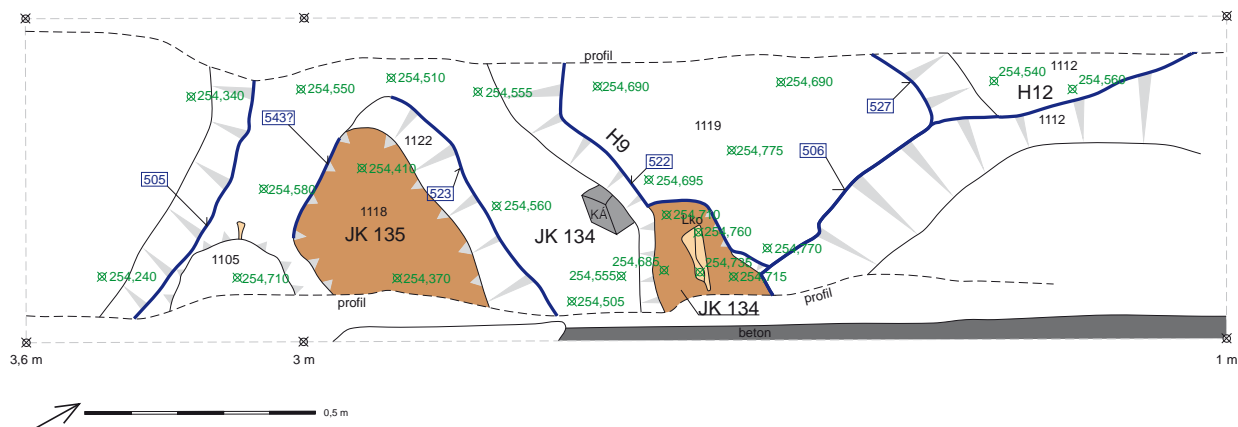 profil
254,340
254,550
254,510
254,555
254,690
254,690
254,540
1112
254,560
H12
1112
527
543?
1122
H9
1119
254,775
506
505
254,580
254,410
523
522
254,695
254,560
KÁ
254,710
Lko
254,760
1118
JK 135
JK 134
1105
254,240
254,710
254,370
254,555
254,685
254,735
254,770
254,715
254,505
JK 134
profil
profil
beton
3,6 m
3 m
1 m
0,5 m